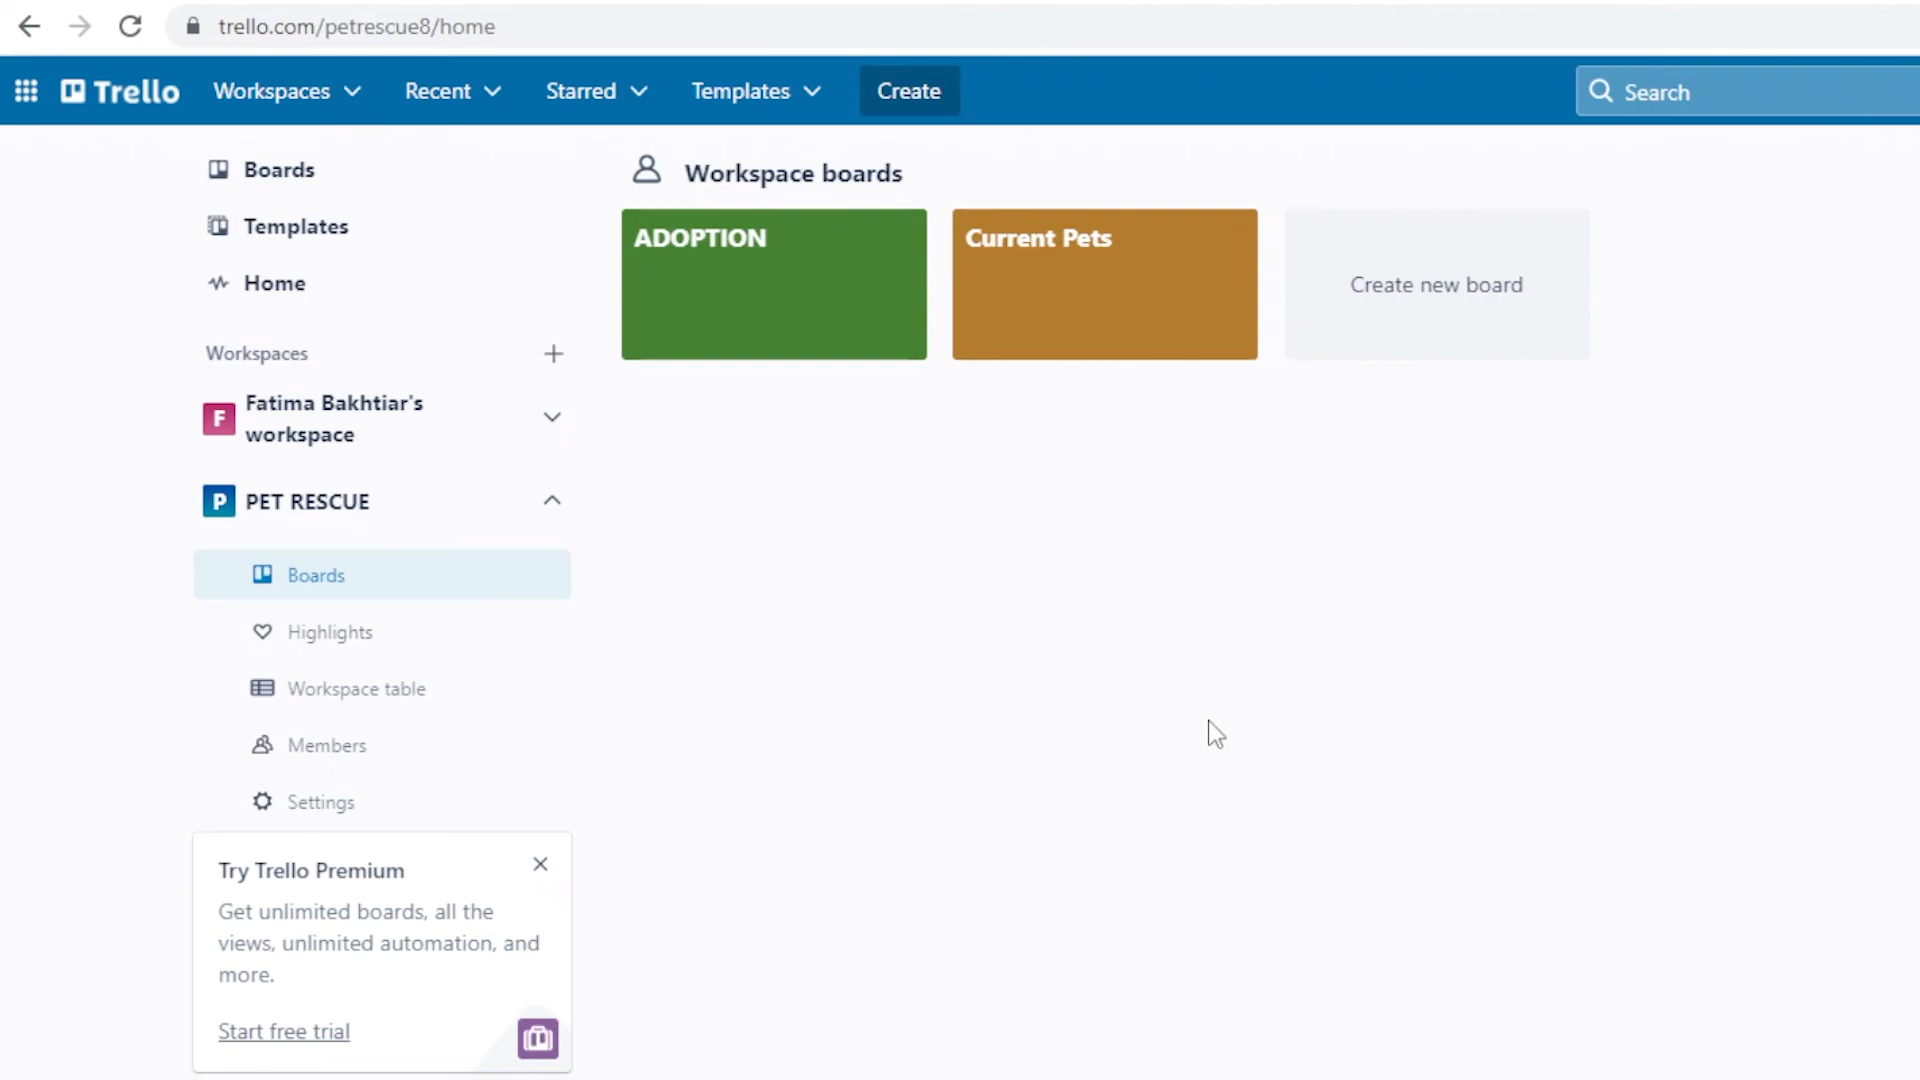 trello.com/petrescue8/home
Trello Workspaces Recent Starred Templates Create Search
Boards
Templates
Home
Workspaces
F Fatima Bakhtiar's
workspace
P PET RESCUE
Boards
Highlights
Workspace table
Members
Settings
Try Trello Premium
Get unlimited boards, all the
views, unlimited automation, and
more.
Start free trial
Workspace boards
ADOPTION
Current Pets
Create new board